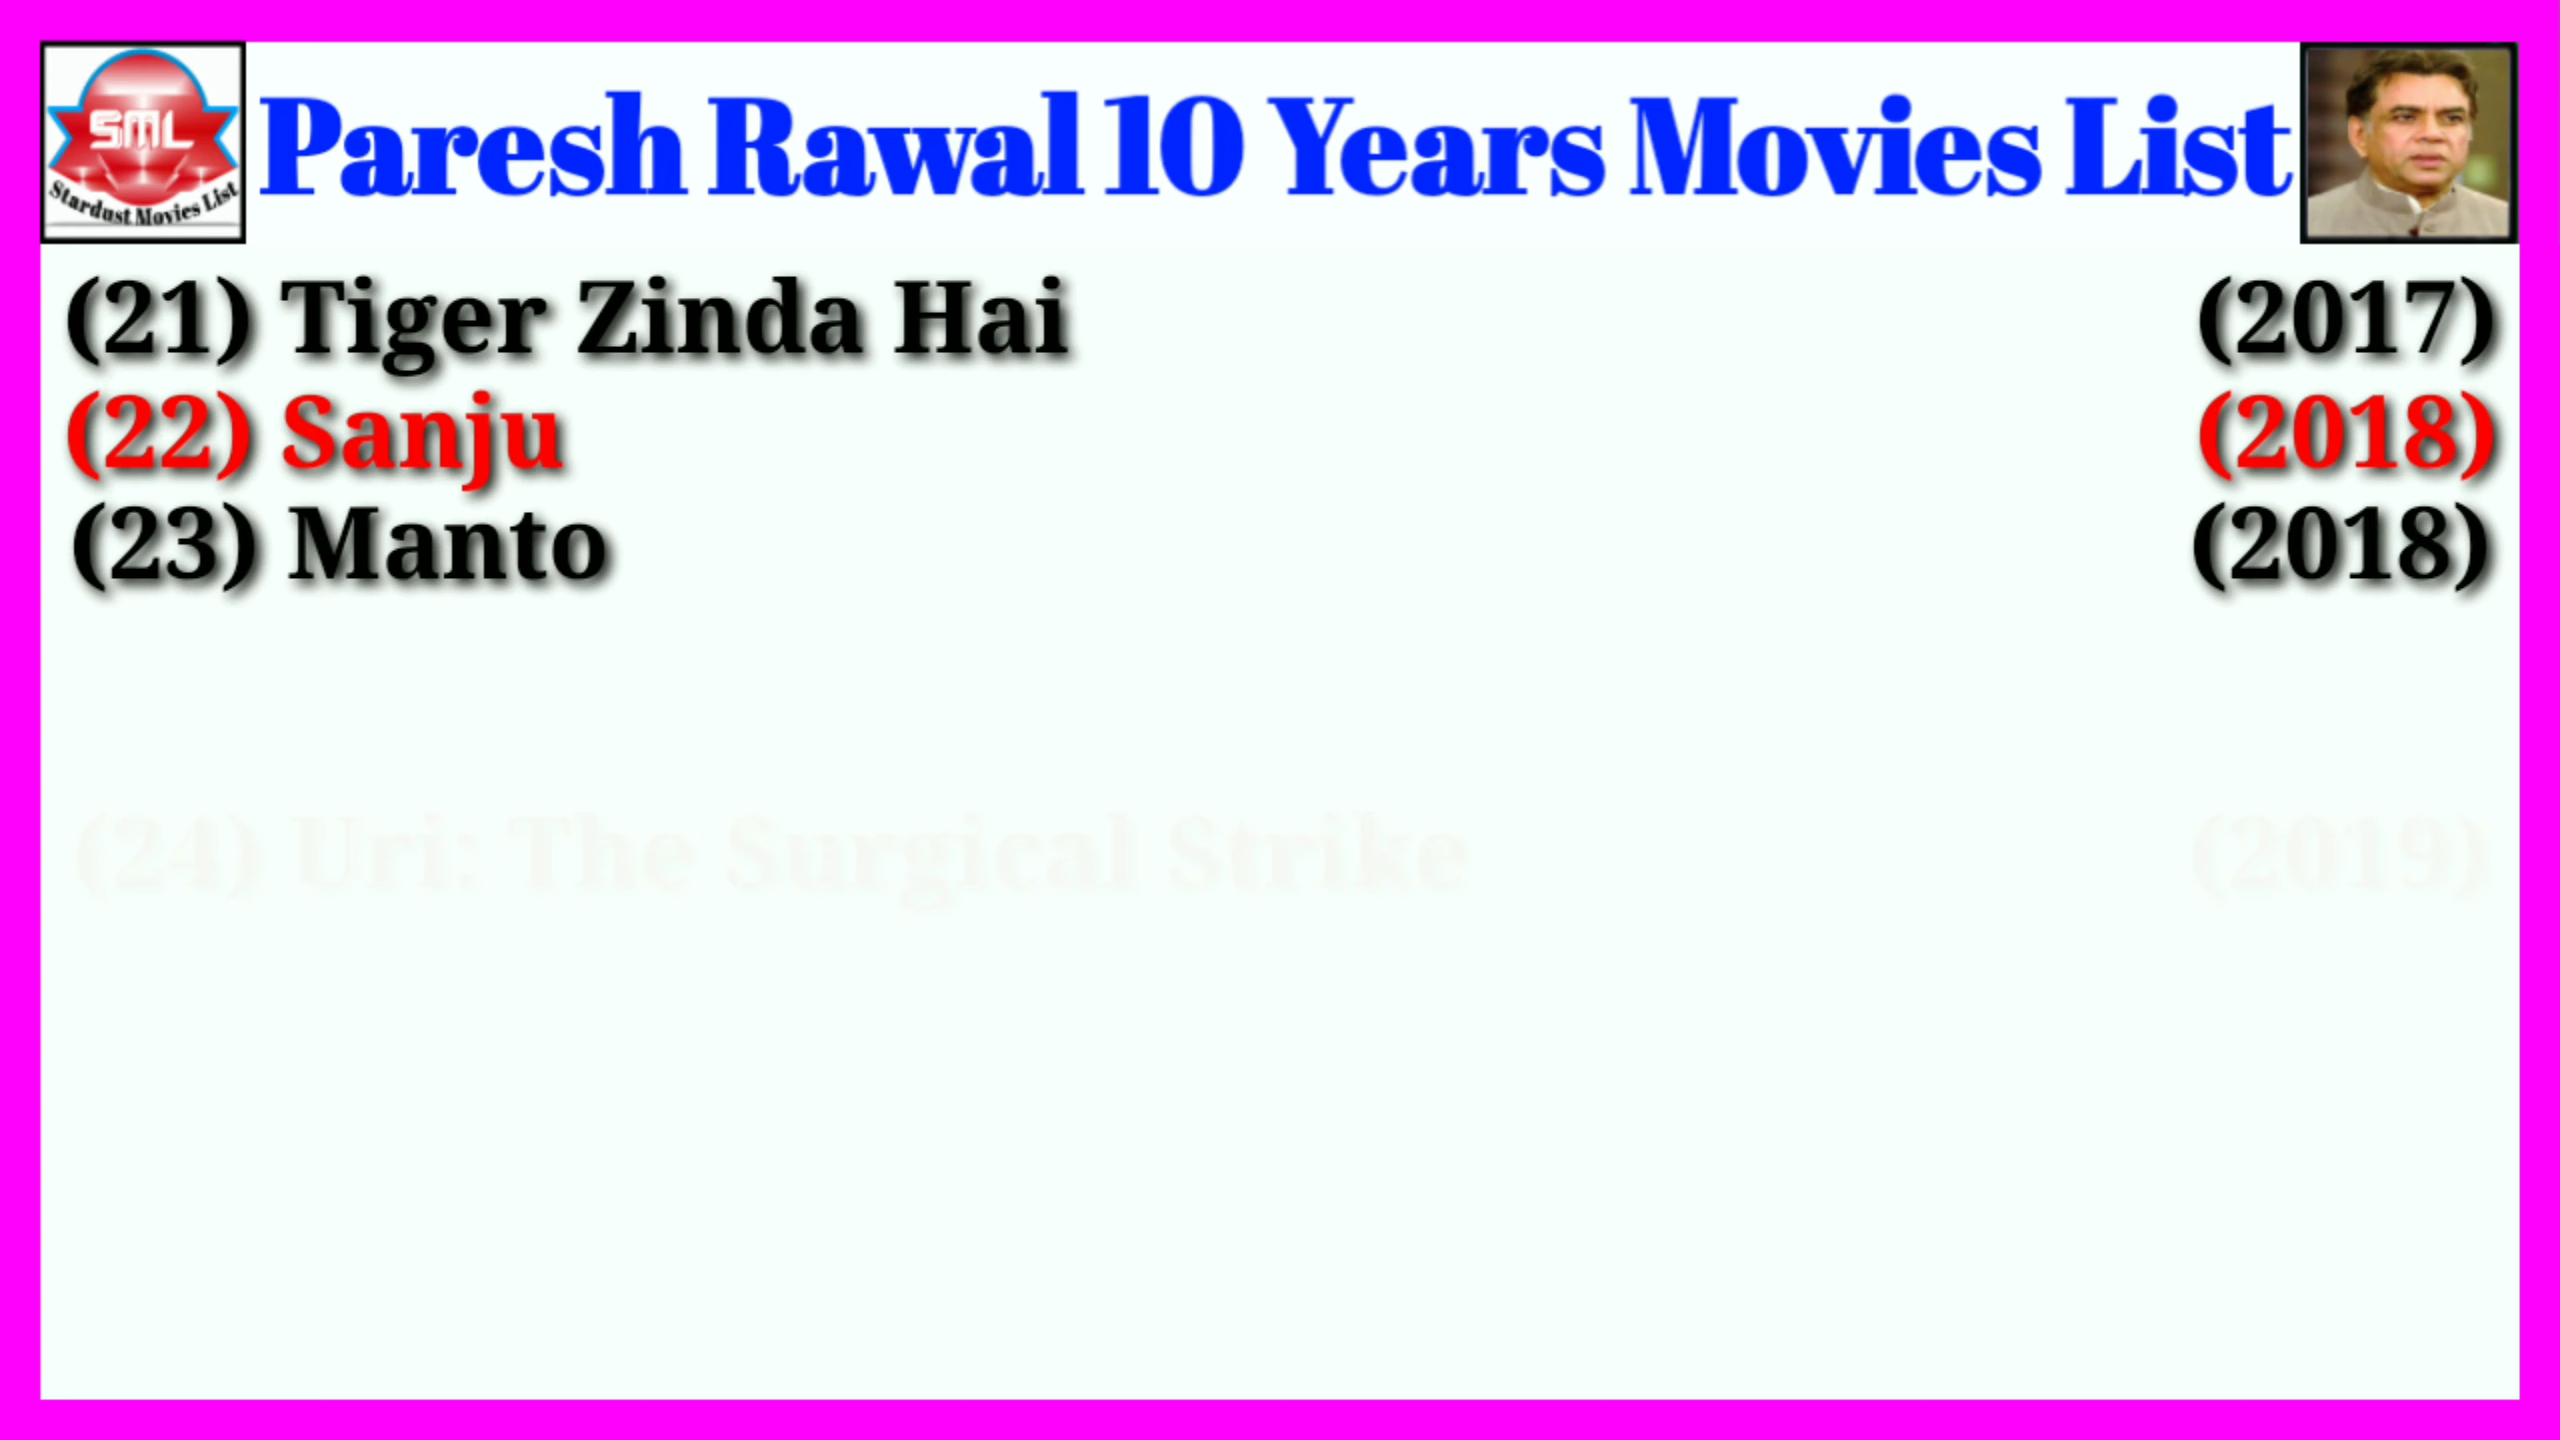 SML
Stardust Movies List
Paresh Rawal 10 Years Movies List
(21) Tiger Zinda Hai (2017)
(22) Sanju (2018)
(23) Manto (2018)
(24) Uri: The Surgical Strike (2019)